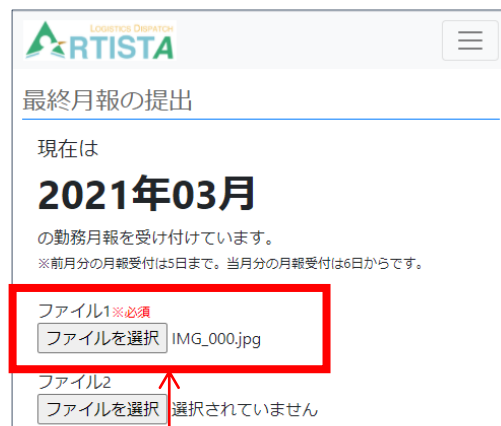 LOGISTICS DISPATCH
ARTISTA
最終月報の提出
現在は
2021年03月
の勤務月報を受け付けています。
※前月分の月報受付は5日まで。当月分の月報受付は6日からです。
ファイル1※必須
ファイルを選択 IMG_000.jpg
ファイル2
ファイルを選択 選択されていません